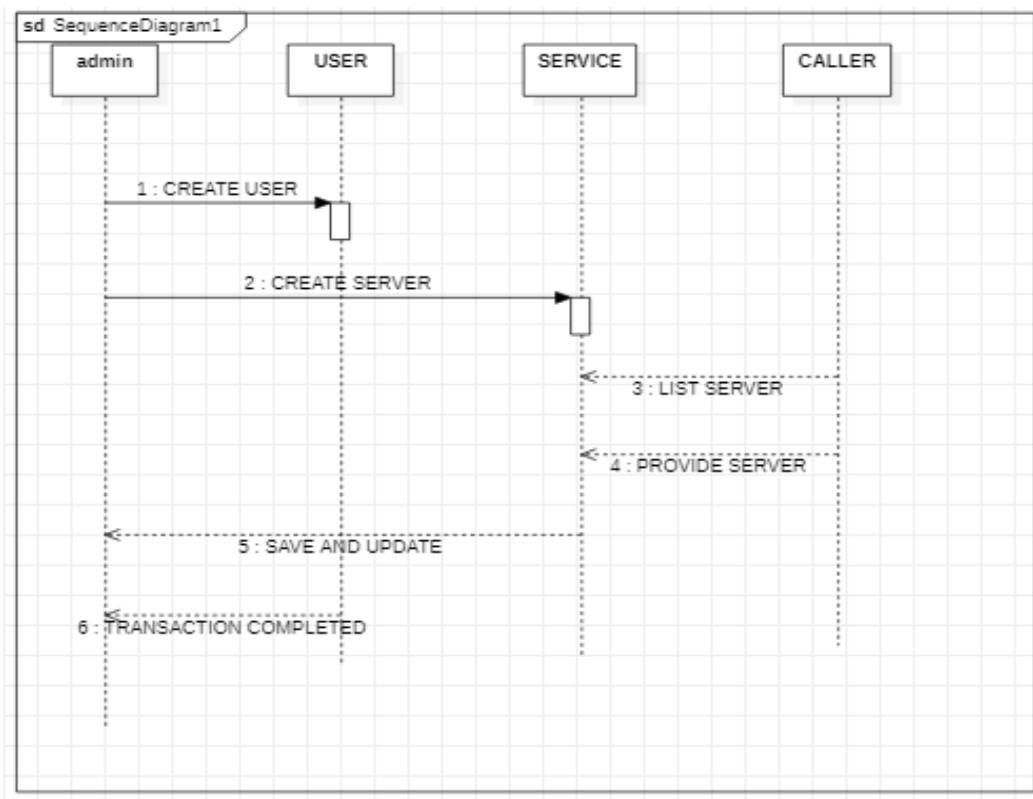 sd SequenceDiagram1
admin
USER
SERVICE
CALLER
1 : CREATE USER
2 : CREATE SERVER
3 : LIST SERVER
4 : PROVIDE SERVER
5 : SAVE AND UPDATE
6 : TRANSACTION COMPLETED